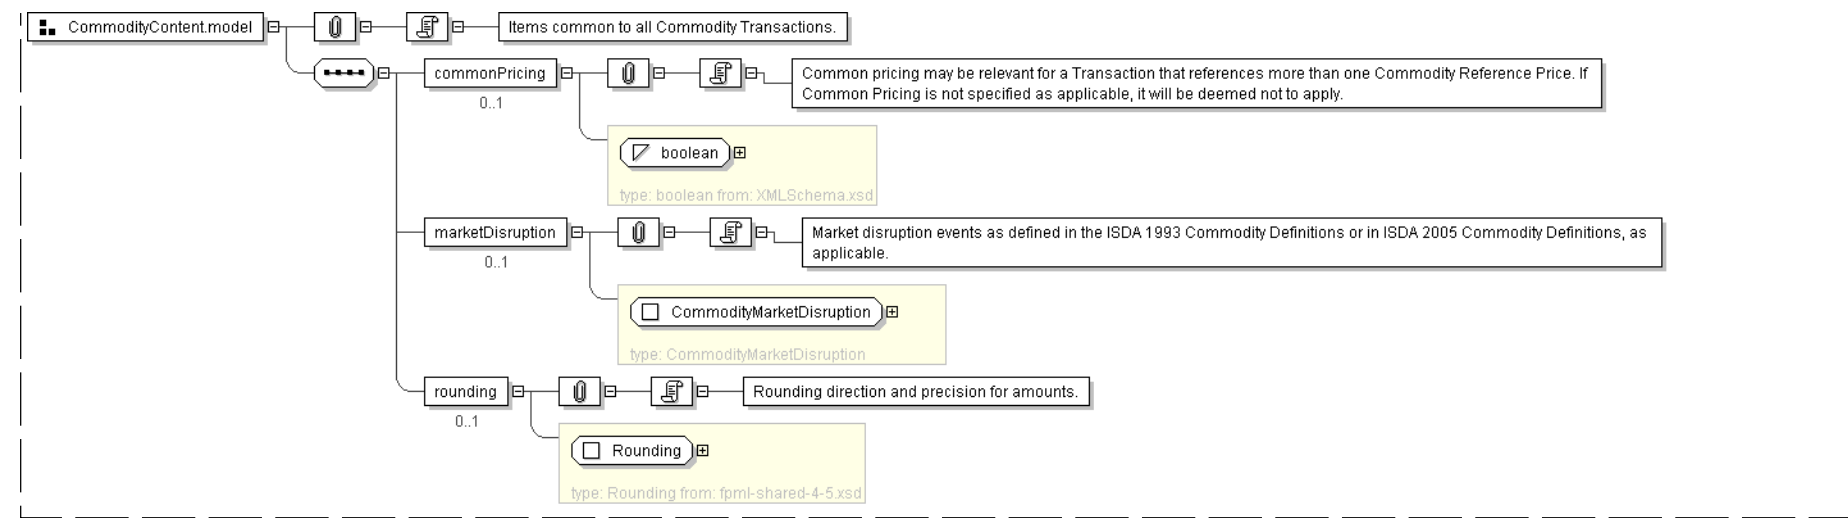 CommodityContent.model
Items common to all Commodity Transactions.
commonPricing
0..1
Common pricing may be relevant for a Transaction that references more than one Commodity Reference Price. If
Common Pricing is not specified as applicable, it will be deemed not to apply.
boolean
type: boolean from: XMLSchema.xsd
marketDisruption
0..1
Market disruption events as defined in the ISDA 1993 Commodity Definitions or in ISDA 2005 Commodity Definitions, as
applicable.
CommodityMarketDisruption
type: CommodityMarketDisruption
rounding
0..1
Rounding direction and precision for amounts.
Rounding
type: Rounding from: fpml-shared-4-5.xsd